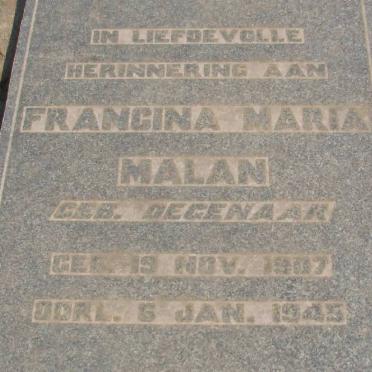 IN LIEFDEVOLLE
HERINNERING AAN
FRANCINA MARIA
MALAN
GEB. DEGENAAR
GEB. 19 NOV. 1907
OORL. 5 JAN. 1945